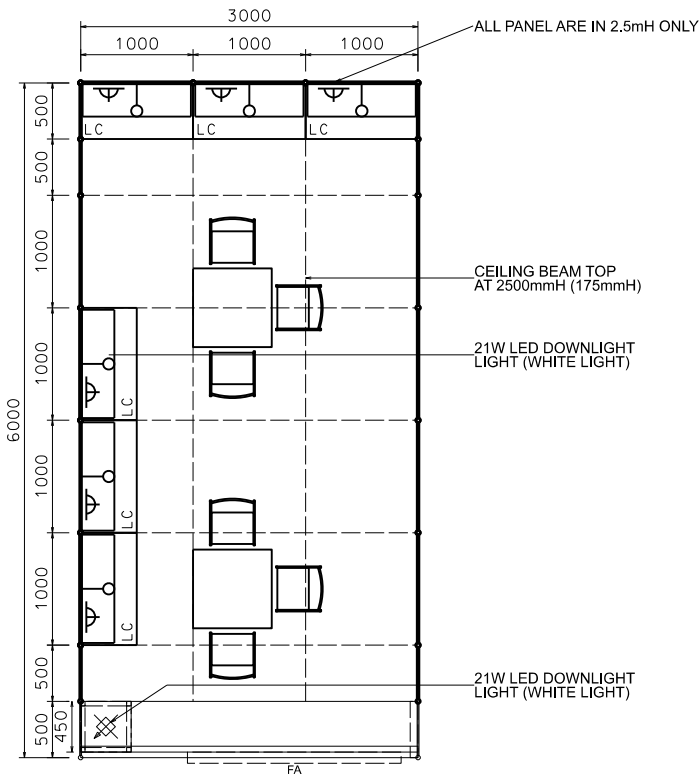 3000
ALL PANEL ARE IN 2.5mH ONLY
1000 1000 1000
500
LC LC LC
500
1000
CEILING BEAM TOP
AT 2500mmH (175mmH)
1000
21W LED DOWNLIGHT
LIGHT (WHITE LIGHT)
LC
6000
1000
LC
1000
LC
500
21W LED DOWNLIGHT
LIGHT (WHITE LIGHT)
500
450
FA